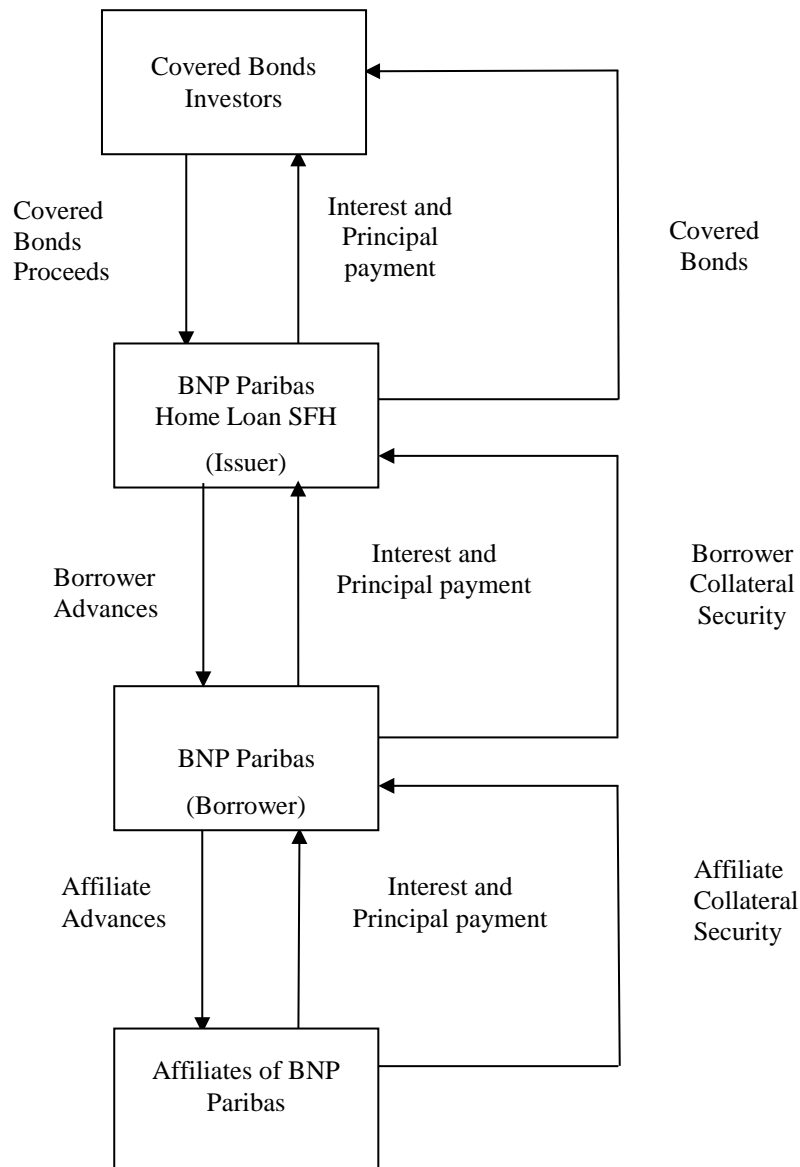 Covered Bonds
Investors
Covered
Bonds
Proceeds
Interest and
Principal
payment
Covered
Bonds
BNP Paribas
Home Loan SFH
(Issuer)
Borrower
Advances
Interest and
Principal payment
Borrower
Collateral
Security
BNP Paribas
(Borrower)
Affiliate
Advances
Interest and
Principal payment
Affiliate
Collateral
Security
Affiliates of BNP
Paribas